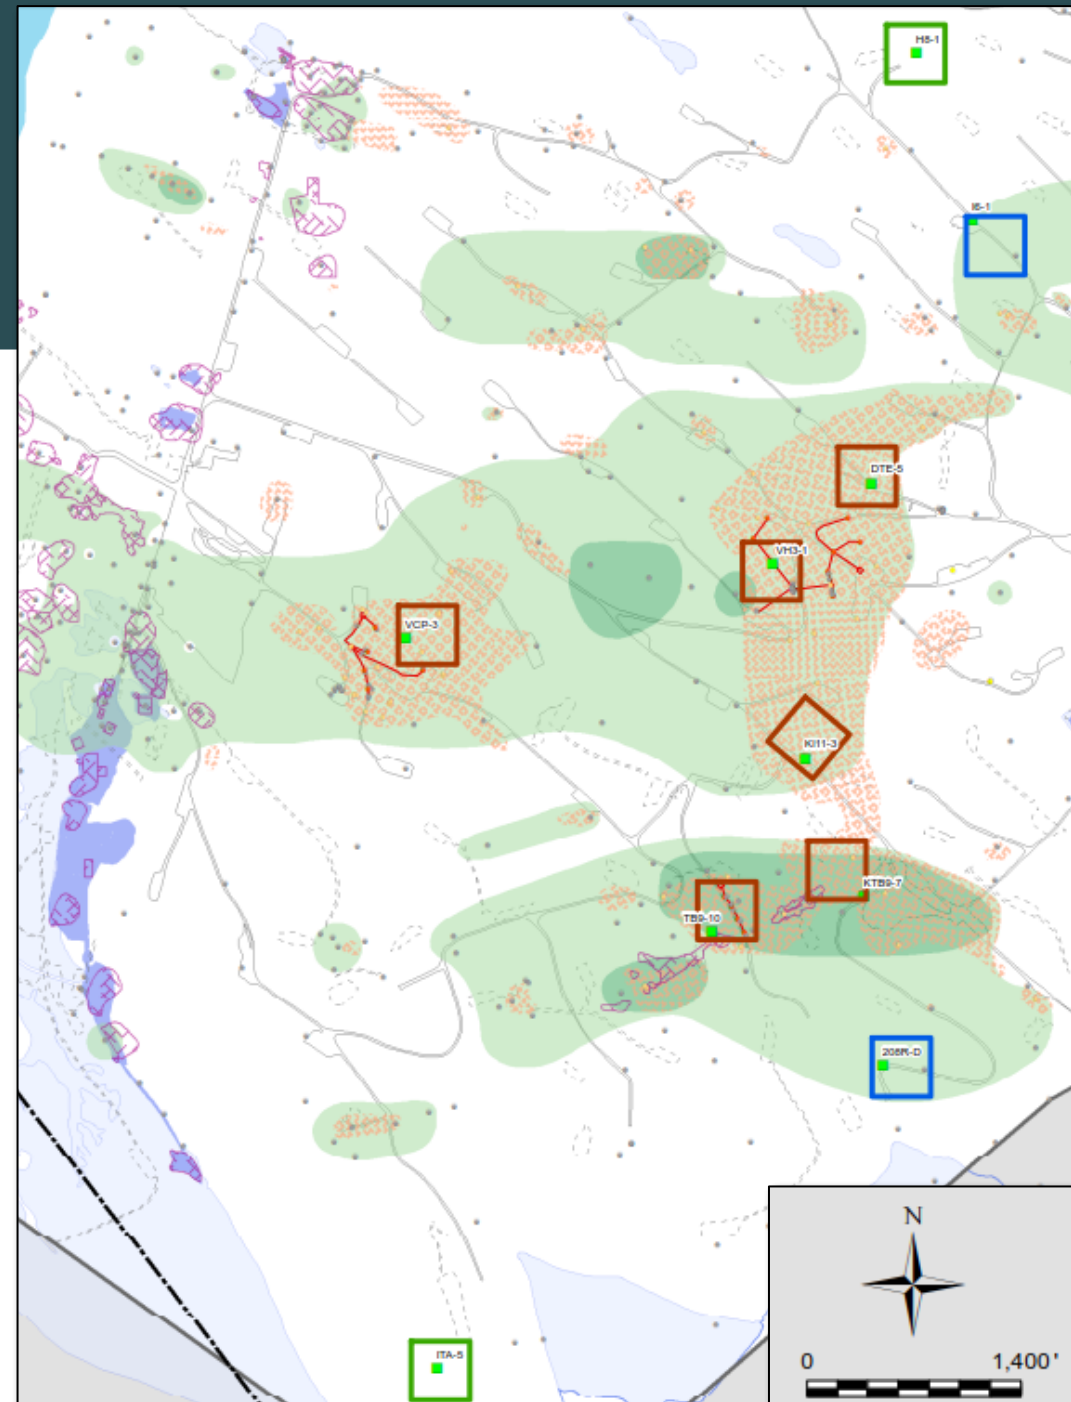 H8-1
I6-1
DTE-5
VH3-1
VCP-3
KI11-3
KTB9-7
TB9-10
208R-D
N
0 1,400'
ITA-5